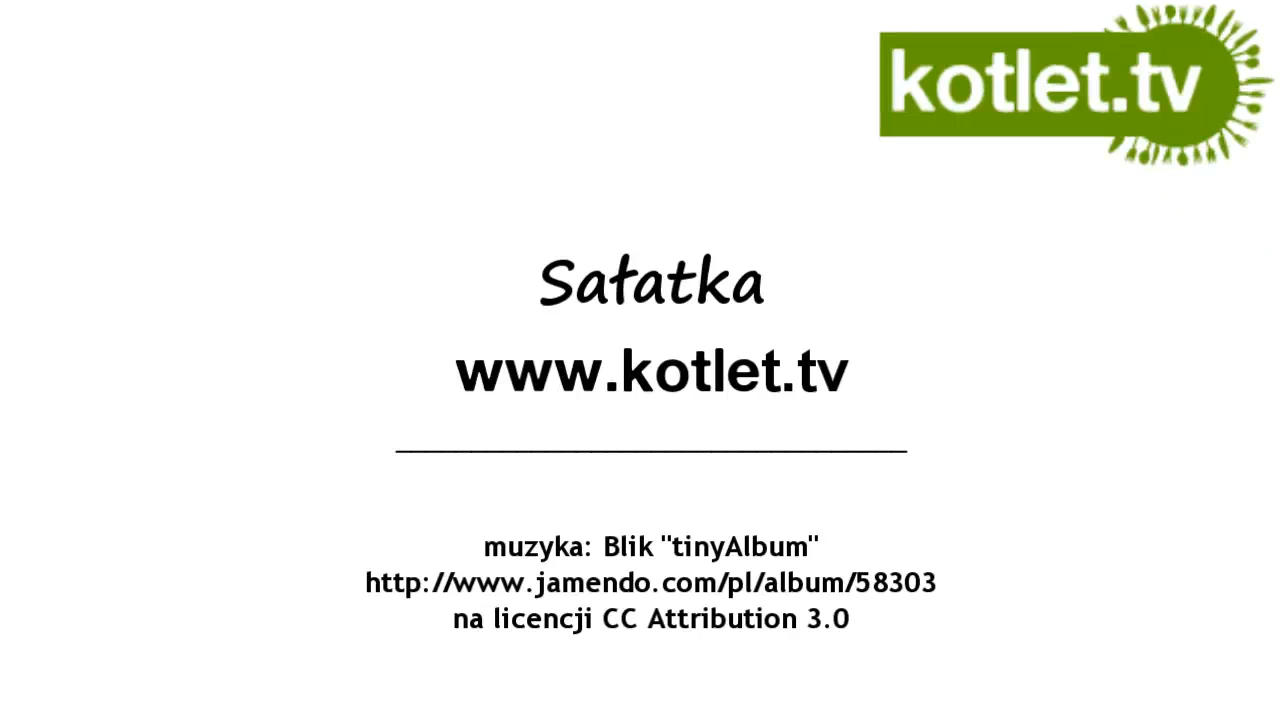 kotlet.tv
Sałatka
www.kotlet.tv
muzyka: Blik "tinyAlbum"
http://www.jamendo.com/pl/album/58303
na licencji CC Attribution 3.0